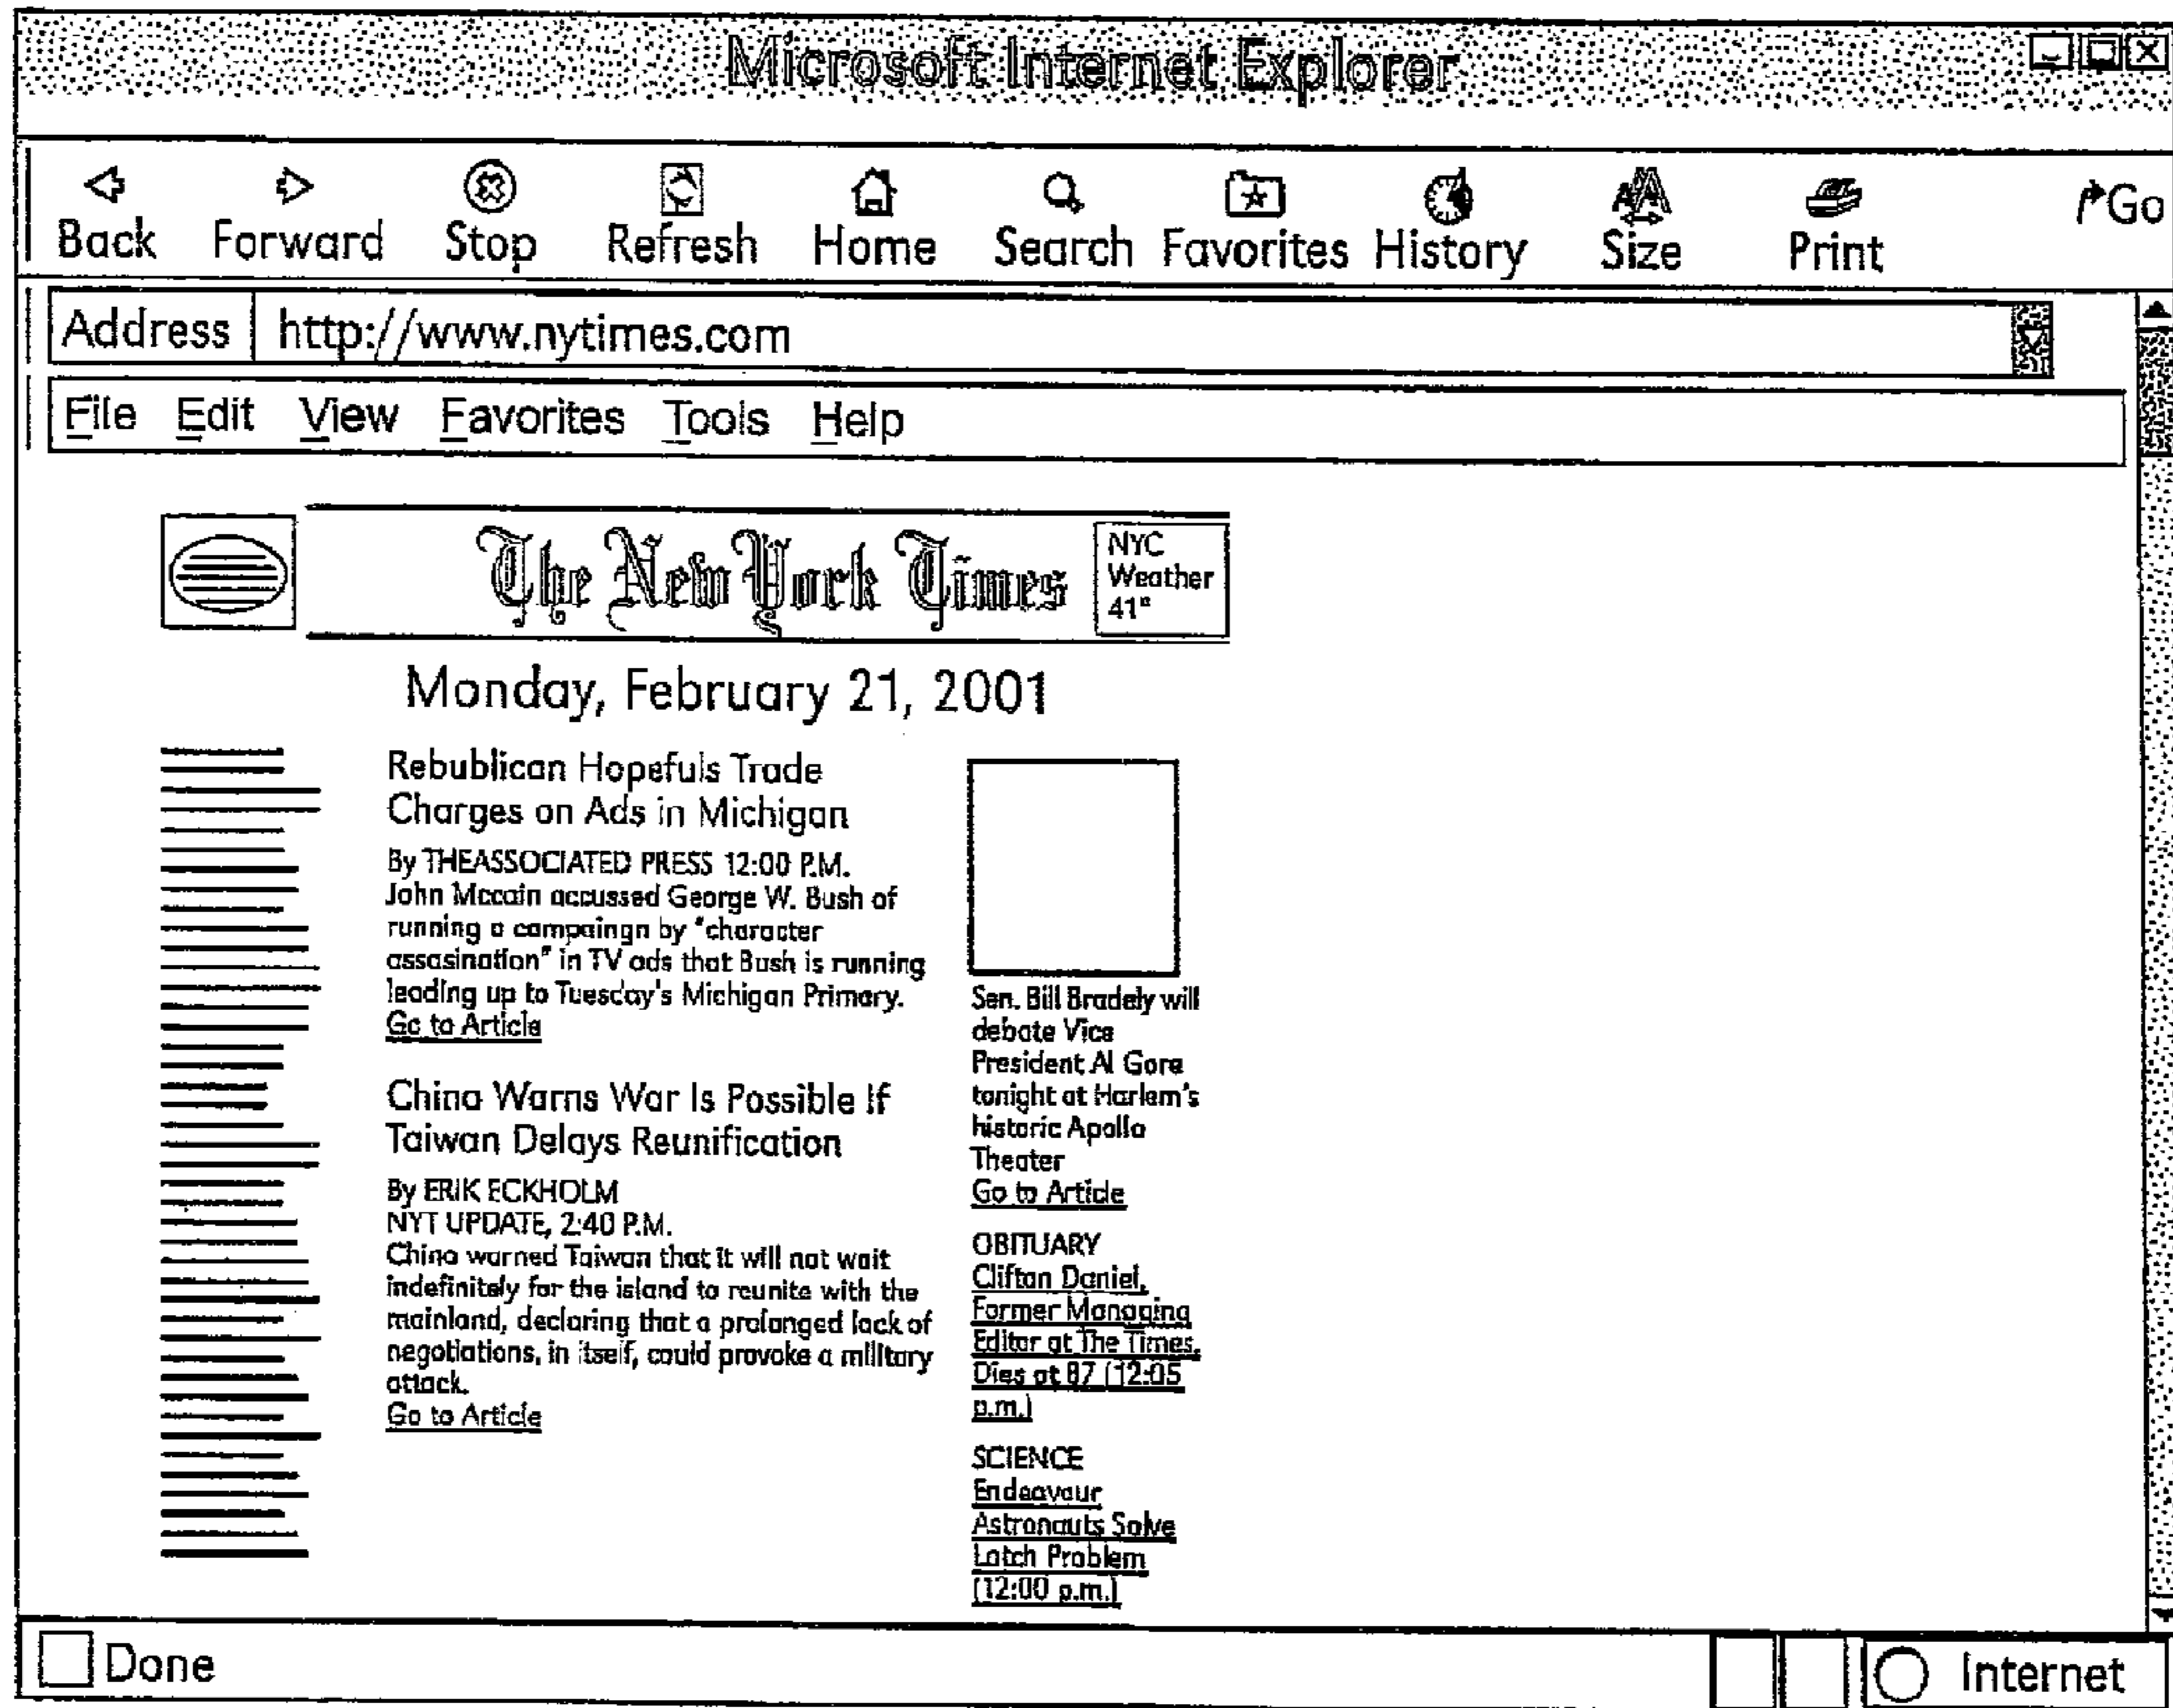 Microsoft Internet Explorer
Back Forward Stop Refresh Home Search Favorites History Size Print Go
Address http://www.nytimes.com
File Edit View Favorites Tools Help
The New York Times
NYC
Weather
41°
Monday, February 21, 2001
Rebublican Hopefuls Trade
Charges on Ads in Michigan
By THEASSOCIATED PRESS 12:00 P.M.
John Mccain accussed George W. Bush of
running a campaingn by "character
assasination" in TV ads that Bush is running
leading up to Tuesday's Michigan Primary.
Go to Article
China Warns War Is Possible If
Taiwan Delays Reunification
By ERIK ECKHOLM
NYT UPDATE, 2:40 P.M.
China warned Taiwan that it will not wait
indefinitely for the island to reunite with the
mainland, declaring that a prolonged lack of
negotiations, in itself, could provoke a military
attack.
Go to Article
Sen. Bill Bradely will
debate Vice
President Al Gore
tonight at Harlem's
historic Apollo
Theater
Go to Article
OBITUARY
Clifton Daniel,
Former Managing
Editor at The Times,
Dies at 87 (12:05
p.m.)
SCIENCE
Endeavour
Astronauts Solve
Latch Problem
(12:00 p.m.)
Done
Internet